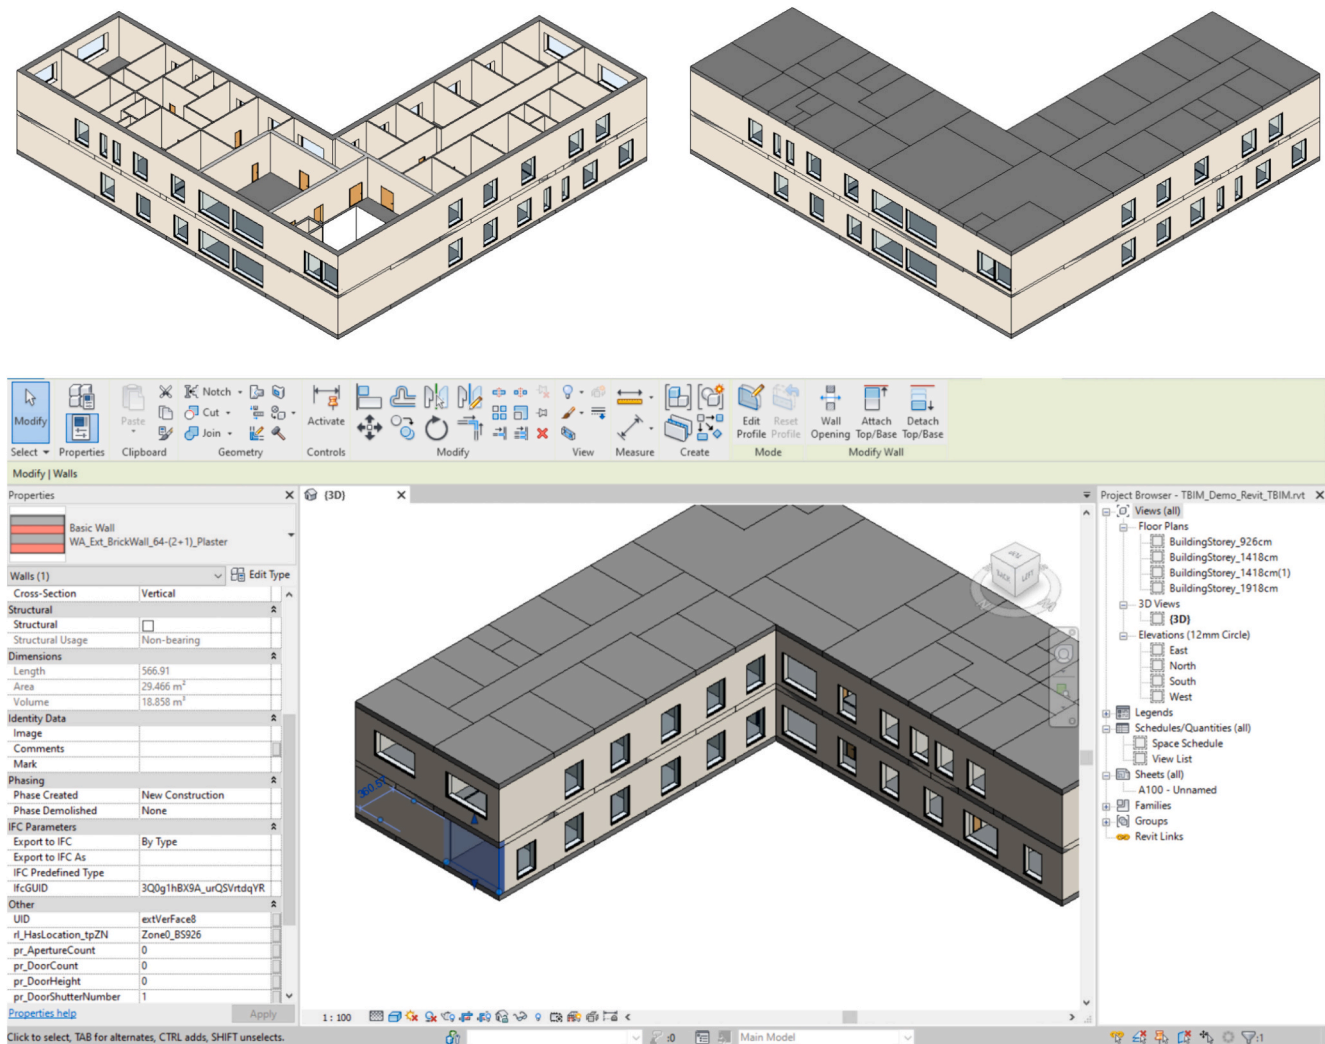 Notch
Cut
Join
Modify
Paste
Activate
Edit Profile
Reset Profile
Wall Opening
Attach Top/Base
Detach Top/Base
Select Properties Clipboard Geometry Controls Modify View Measure Create Mode Modify Wall
Modify | Walls
Properties
Basic Wall
WA_Ext_BrickWall_64-(2+1)_Plaster
Walls (1) Edit Type
Cross-Section Vertical
Structural
Structural
Structural Usage Non-bearing
Dimensions
Length 566.91
Area 29.466 m²
Volume 18.858 m³
Identity Data
Image
Comments
Mark
Phasing
Phase Created New Construction
Phase Demolished None
IFC Parameters
Export to IFC By Type
Export to IFC As
IFC Predefined Type
IfcGUID 3Q0g1hBX9A_urQSVrtdqYR
Other
UID extVerFace8
rl_HasLocation_tpZN Zone0_BS926
pr_ApertureCount 0
pr_DoorCount 0
pr_DoorHeight 0
pr_DoorShutterNumber 1
Properties help Apply
{3D}
360.57
BACK LEFT
1 : 100
Project Browser - TBIM_Demo_Revit_TBIM.rvt
Views (all)
Floor Plans
BuildingStorey_926cm
BuildingStorey_1418cm
BuildingStorey_1418cm(1)
BuildingStorey_1918cm
3D Views
{3D}
Elevations (12mm Circle)
East
North
South
West
Legends
Schedules/Quantities (all)
Space Schedule
View List
Sheets (all)
A100 - Unnamed
Families
Groups
Revit Links
Click to select, TAB for alternates, CTRL adds, SHIFT unselects.
:0
Main Model
:1